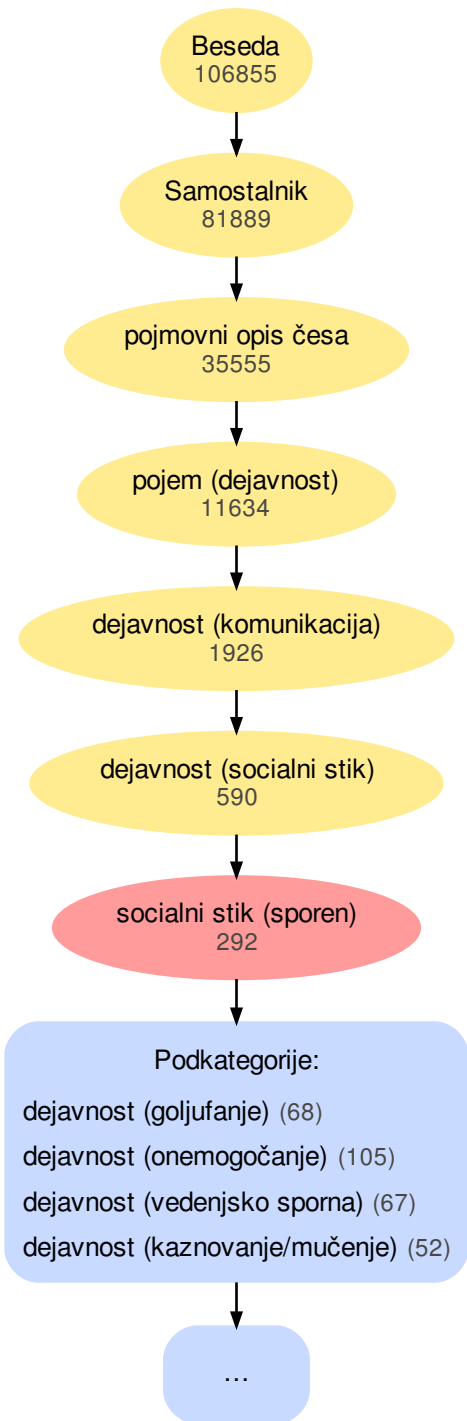 Beseda
106855
Samostalnik
81889
pojmovni opis česa
35555
pojem (dejavnost)
11634
dejavnost (komunikacija)
1926
dejavnost (socialni stik)
590
socialni stik (sporen)
292
Podkategorije:
dejavnost (goljufanje) (68)
dejavnost (onemogočanje) (105)
dejavnost (vedenjsko sporna) (67)
dejavnost (kaznovanje/mučenje) (52)
...